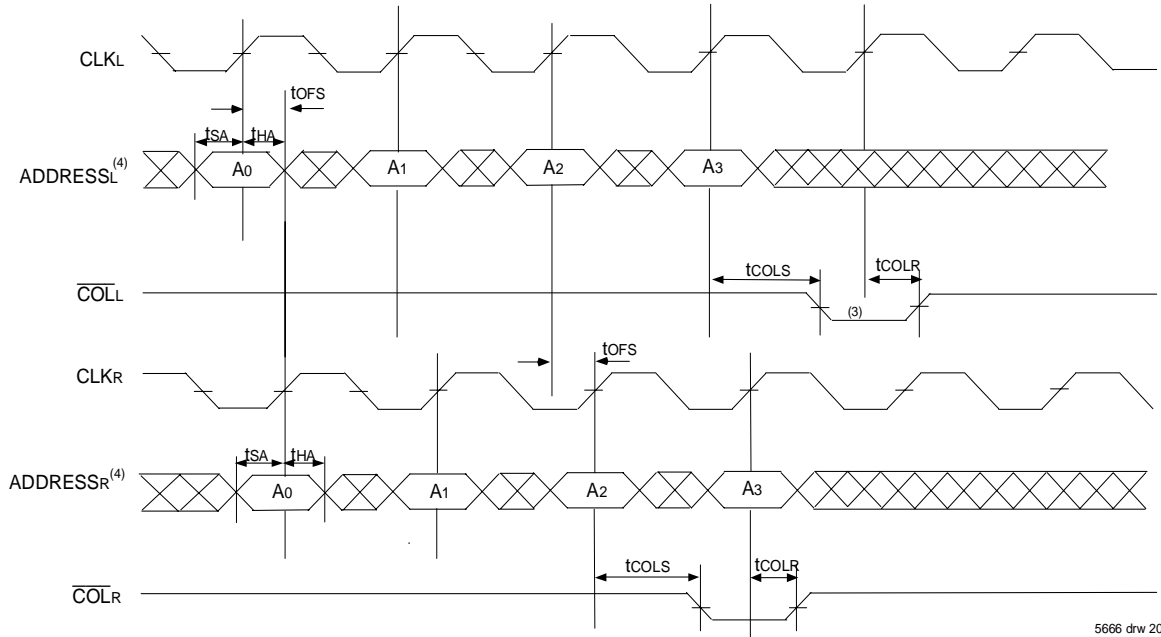 CLKL
tOFS
tSA tHA
ADDRESSL(4) A0 A1 A2 A3
tCOLS tCOLR
COLL (3)
tOFS
CLKR
tSA tHA
ADDRESSR(4) A0 A1 A2 A3
tCOLS tCOLR
COLR
5666 drw 20